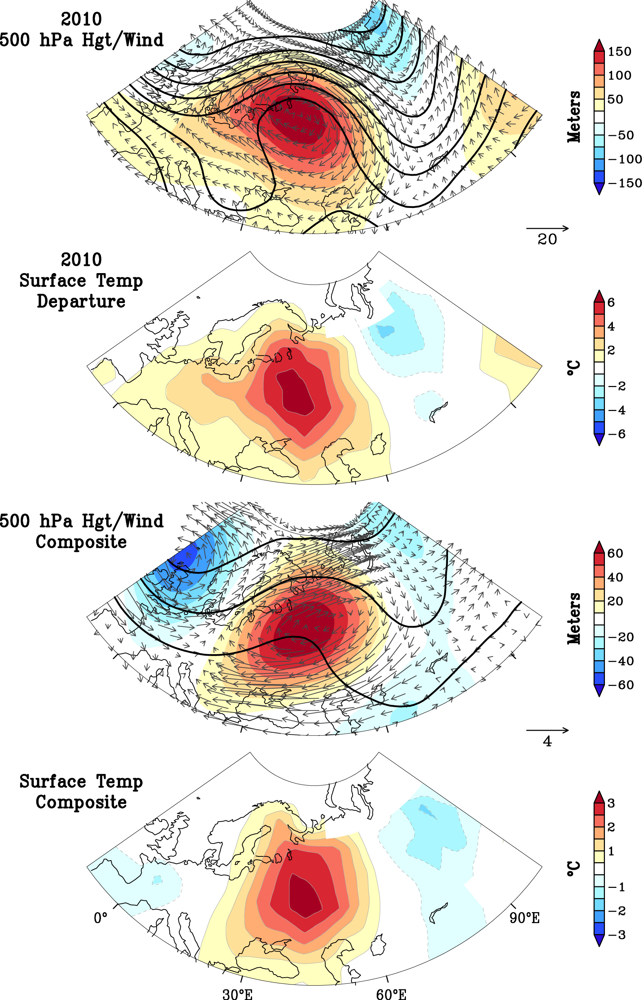 2010
500 hPa Hgt/Wind
150
100
50
−50
−100
−150
Meters
20
2010
Surface Temp
Departure
6
4
2
−2
−4
−6
°C
500 hPa Hgt/Wind
Composite
60
40
20
−20
−40
−60
Meters
4
Surface Temp
Composite
3
2
1
−1
−2
−3
°C
0°
90°E
30°E
60°E